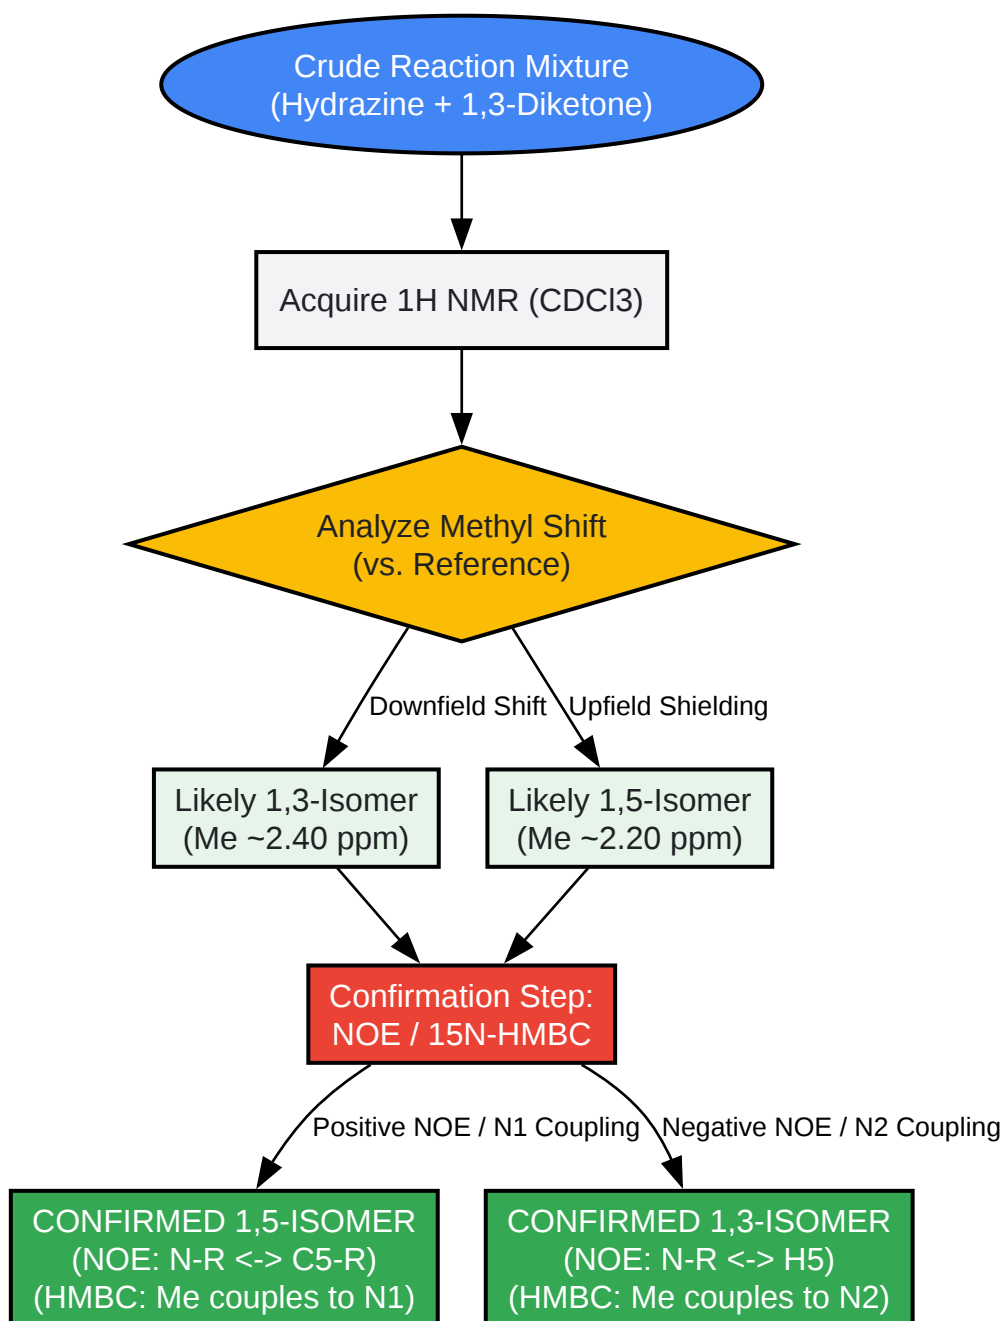 Crude Reaction Mixture
(Hydrazine + 1,3-Diketone)
Acquire 1H NMR (CDCl3)
Analyze Methyl Shift
(vs. Reference)
Downfield Shift
Upfield Shielding
Likely 1,3-Isomer
(Me ~2.40 ppm)
Likely 1,5-Isomer
(Me ~2.20 ppm)
Confirmation Step:
NOE / 15N-HMBC
Positive NOE / N1 Coupling
Negative NOE / N2 Coupling
CONFIRMED 1,5-ISOMER
(NOE: N-R <-> C5-R)
(HMBC: Me couples to N1)
CONFIRMED 1,3-ISOMER
(NOE: N-R <-> H5)
(HMBC: Me couples to N2)